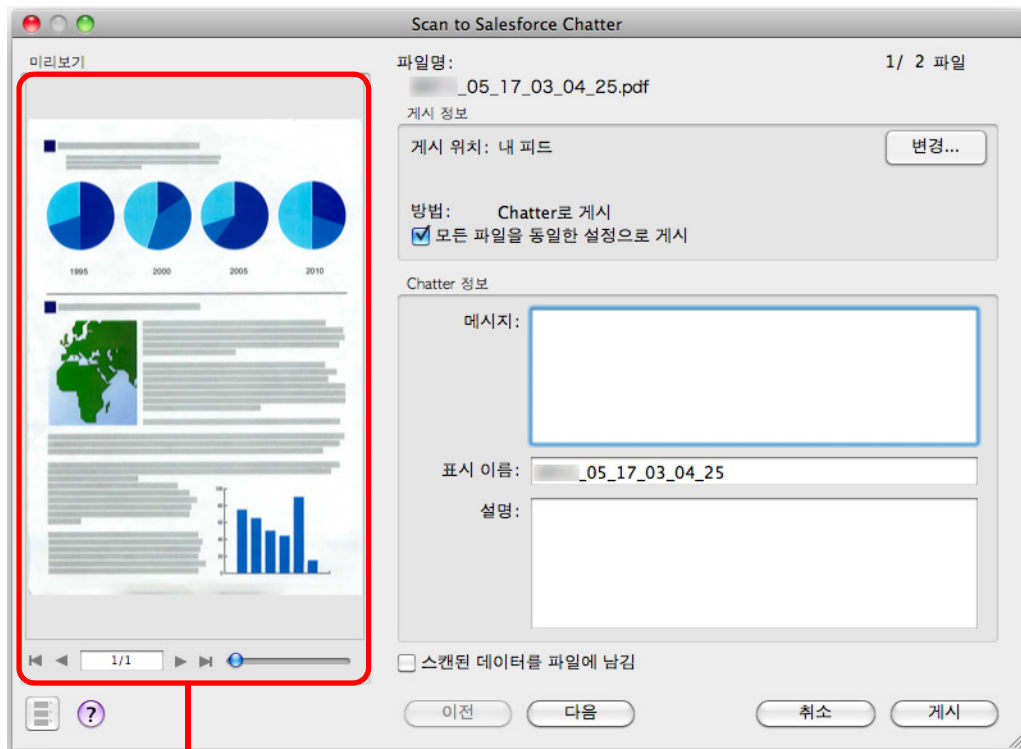 Scan to Salesforce Chatter
미리보기
파일명:
1/ 2 파일
_05_17_03_04_25.pdf
게시 정보
게시 위치: 내 피드
변경...
방법: Chatter로 게시
모든 파일을 동일한 설정으로 게시
1995 2000 2005 2010
Chatter 정보
메시지:
표시 이름: _05_17_03_04_25
설명:
1/1
스캔된 데이터를 파일에 남김
?
이전
다음
취소
게시